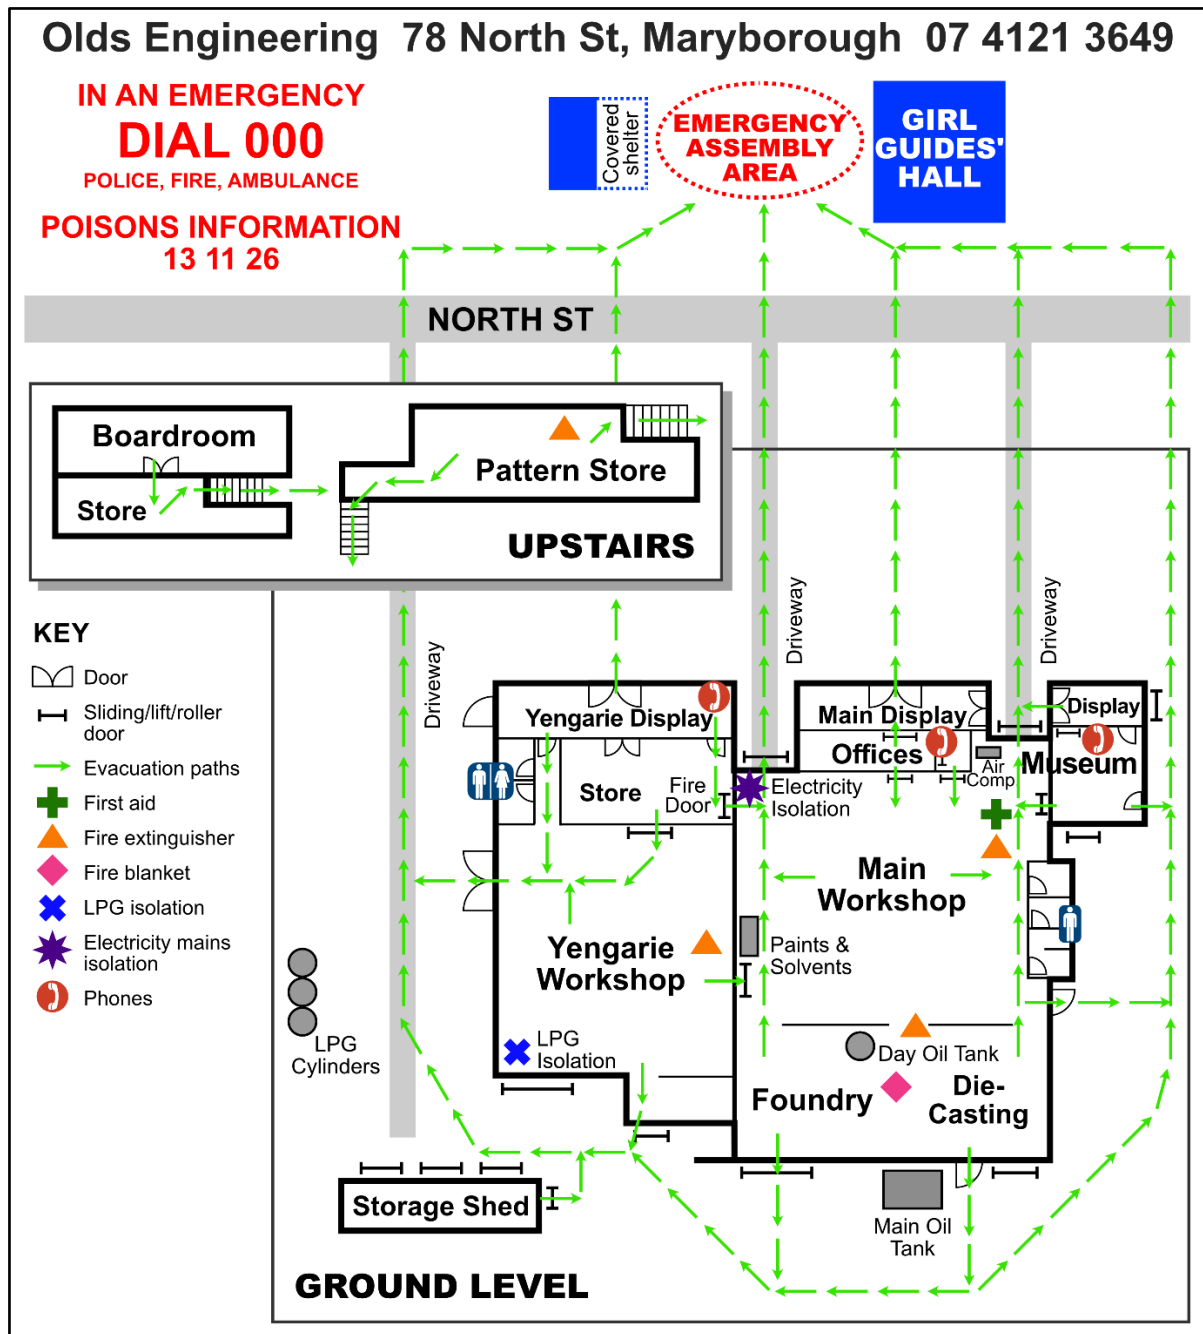 Olds Engineering 78 North St, Maryborough 07 4121 3649
IN AN EMERGENCY
DIAL 000
POLICE, FIRE, AMBULANCE
POISONS INFORMATION
13 11 26
Covered
shelter
EMERGENCY
ASSEMBLY
AREA
GIRL
GUIDES'
HALL
NORTH ST
Boardroom
Store
Pattern Store
UPSTAIRS
KEY
Door
Sliding/lift/roller
door
Evacuation paths
First aid
Fire extinguisher
Fire blanket
LPG isolation
Electricity mains
isolation
Phones
Driveway
Driveway
Driveway
Yengarie Display
Store
Fire
Door
Main Display
Offices
Display
Museum
Air
Comp
Electricity
Isolation
Main
Workshop
Yengarie
Workshop
Paints &
Solvents
LPG
Isolation
LPG
Cylinders
Day Oil Tank
Foundry
Die-
Casting
Storage Shed
Main Oil
Tank
GROUND LEVEL